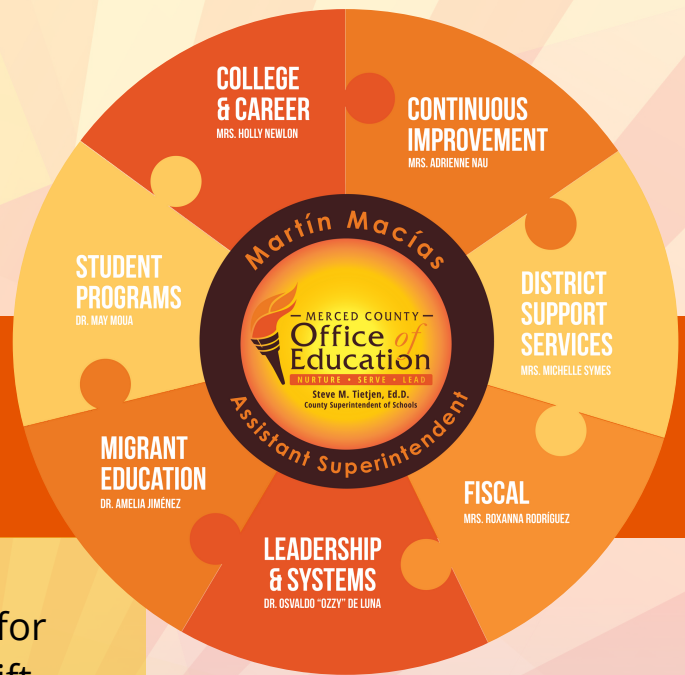 COLLEGE
& CAREER
MRS. HOLLY NEWLON
CONTINUOUS
IMPROVEMENT
MRS. ADRIENNE NAU
STUDENT
PROGRAMS
DR. MAY MOUA
Martín Macías
MERCED COUNTY
Office of
Education
NURTURE • SERVE • LEAD
Steve M. Tietjen, Ed.D.
County Superintendent of Schools
Assistant Superintendent
DISTRICT
SUPPORT
SERVICES
MRS. MICHELLE SYMES
MIGRANT
EDUCATION
DR. AMELIA JIMÉNEZ
FISCAL
MRS. ROXANNA RODRÍGUEZ
LEADERSHIP
& SYSTEMS
DR. OSVALDO "OZZY" DE LUNA
for